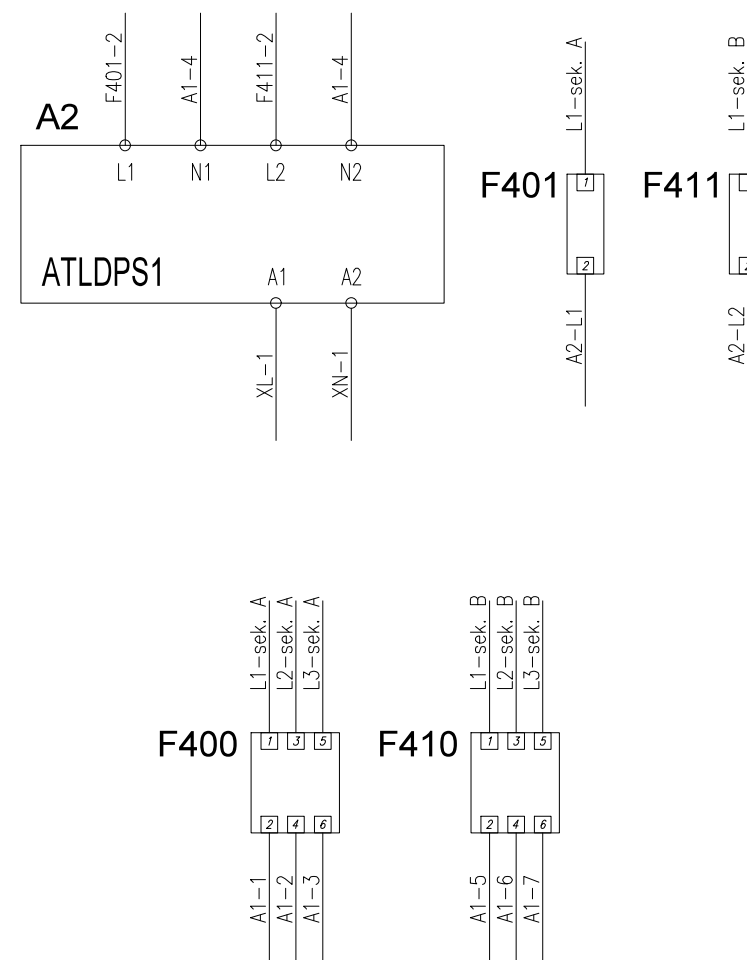 F401-2
A1-4
F411-2
A1-4
A2
L1
N1
L2
N2
ATLDPS1
A1
A2
XL-1
XN-1
L1-sek. A
F401
1
2
A2-L1
L1-sek. B
F411
A2-L2
L1-sek. A
L2-sek. A
L3-sek. A
F400
1
3
5
2
4
6
A1-1
A1-2
A1-3
L1-sek. B
L2-sek. B
L3-sek. B
F410
1
3
5
2
4
6
A1-5
A1-6
A1-7